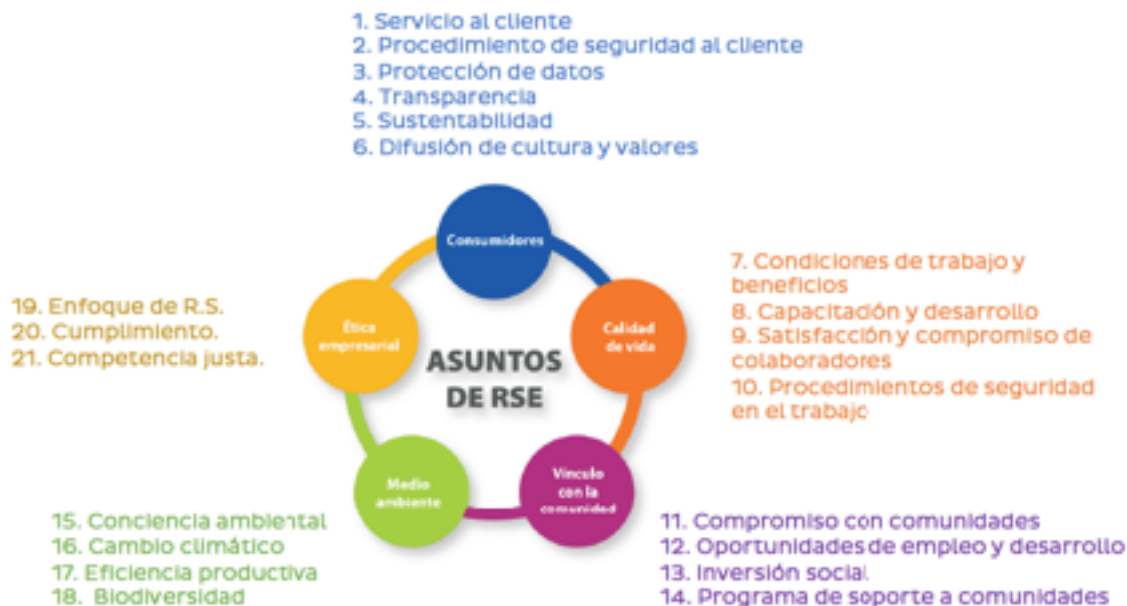 1. Servicio al cliente
2. Procedimiento de seguridad al cliente
3. Protección de datos
4. Transparencia
5. Sustentabilidad
6. Difusión de cultura y valores
Consumidores
7. Condiciones de trabajo y
beneficios
8. Capacitación y desarrollo
9. Satisfacción y compromiso de
colaboradores
10. Procedimientos de seguridad
en el trabajo
Calidad
de vida
19. Enfoque de R.S.
20. Cumplimiento.
21. Competencia justa.
Ética
empresarial
ASUNTOS
DE RSE
Medio
ambiente
Vinculo
con la
comunidad
15. Conciencia ambiental
16. Cambio climático
17. Eficiencia productiva
18. Biodiversidad
11. Compromiso con comunidades
12. Oportunidades de empleo y desarrollo
13. Inversión social
14. Programa de soporte a comunidades